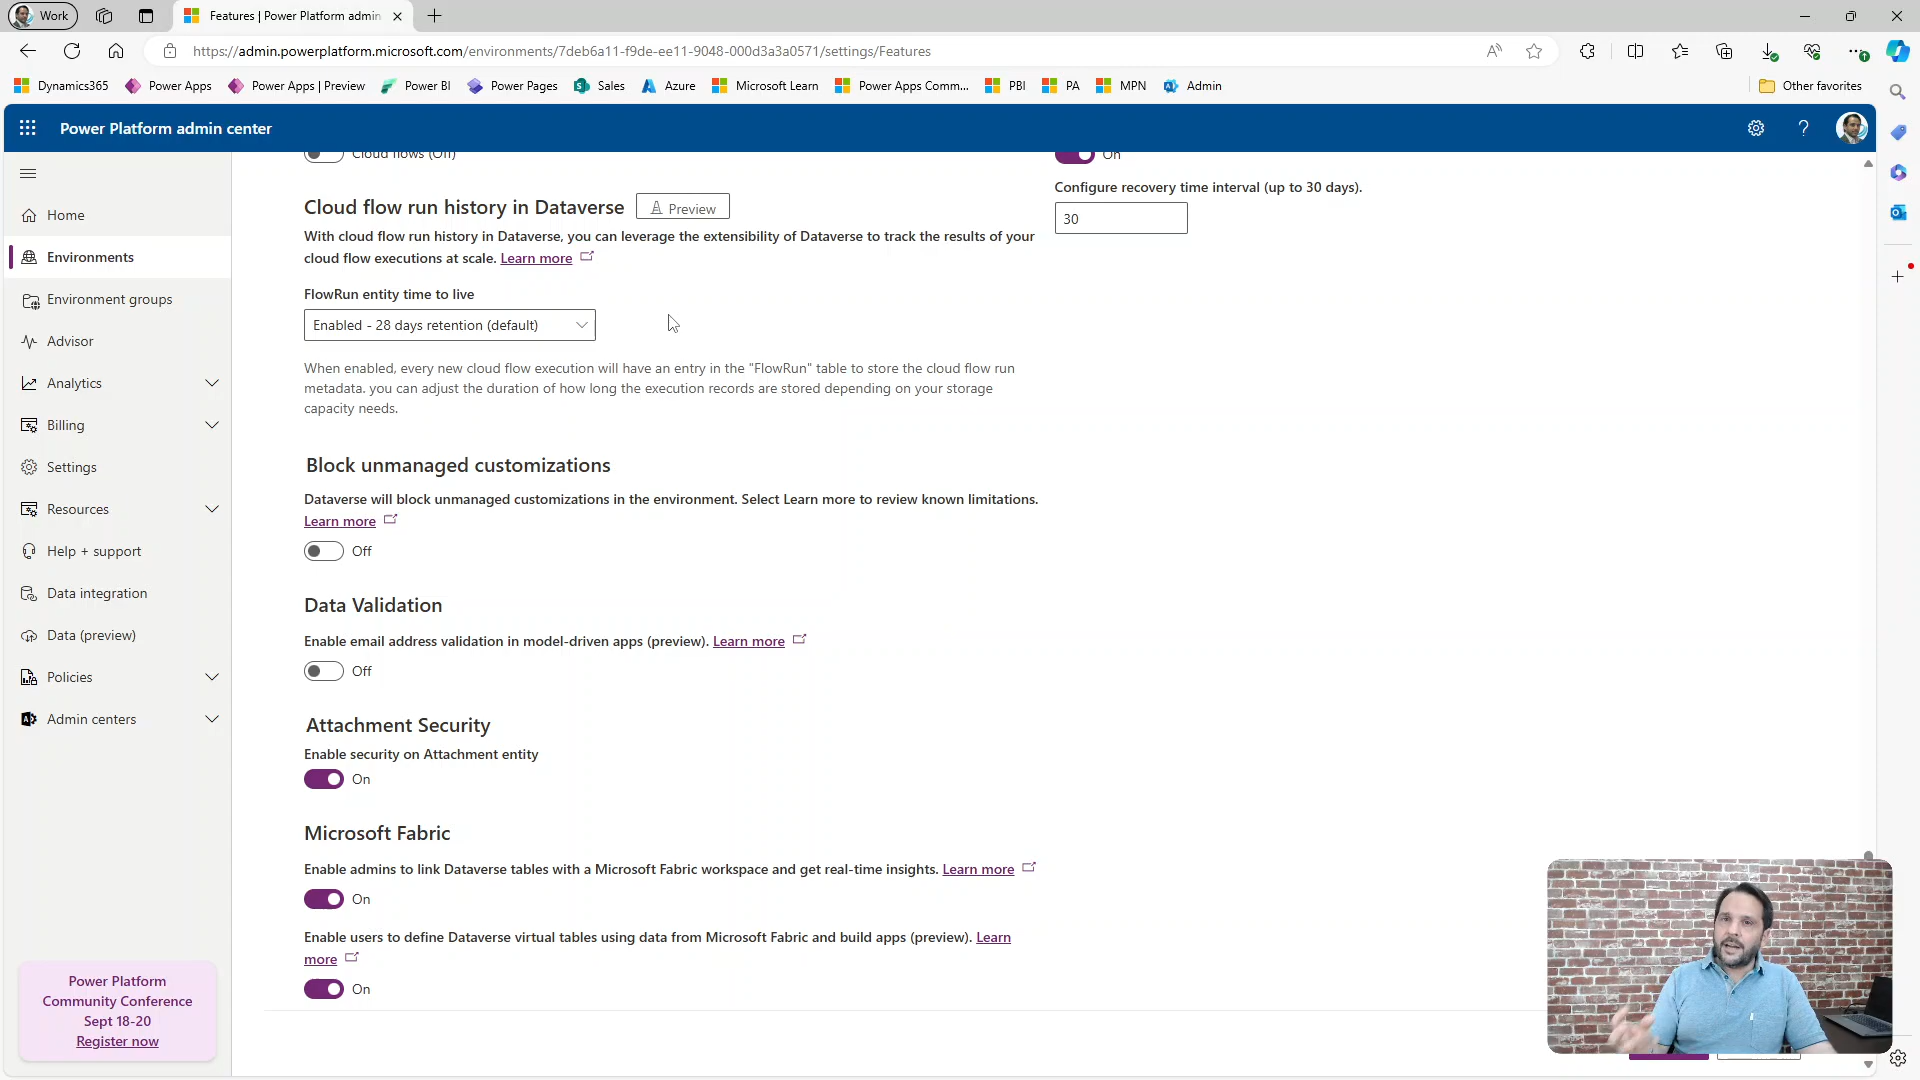 Work
Features | Power Platform admin
https://admin.powerplatform.microsoft.com/environments/7deb6a11-f9de-ee11-9048-000d3a3a0571/settings/Features
Dynamics365
Power Apps
Power Apps | Preview
Power BI
Power Pages
Sales
Azure
Microsoft Learn
Power Apps Comm...
PBI
PA
MPN
Admin
Other favorites
Power Platform admin center
Home
Environments
Environment groups
Advisor
Analytics
Billing
Settings
Resources
Help + support
Data integration
Data (preview)
Policies
Admin centers
Power Platform
Community Conference
Sept 18-20
Register now
Cloud flows (Off)
Cloud flow run history in Dataverse
Preview
With cloud flow run history in Dataverse, you can leverage the extensibility of Dataverse to track the results of your
cloud flow executions at scale. Learn more
FlowRun entity time to live
Enabled - 28 days retention (default)
When enabled, every new cloud flow execution will have an entry in the "FlowRun" table to store the cloud flow run
metadata. you can adjust the duration of how long the execution records are stored depending on your storage
capacity needs.
Block unmanaged customizations
Dataverse will block unmanaged customizations in the environment. Select Learn more to review known limitations.
Learn more
Off
Data Validation
Enable email address validation in model-driven apps (preview). Learn more
Off
Attachment Security
Enable security on Attachment entity
On
Microsoft Fabric
Enable admins to link Dataverse tables with a Microsoft Fabric workspace and get real-time insights. Learn more
On
Enable users to define Dataverse virtual tables using data from Microsoft Fabric and build apps (preview). Learn
more
On
On
Configure recovery time interval (up to 30 days).
30